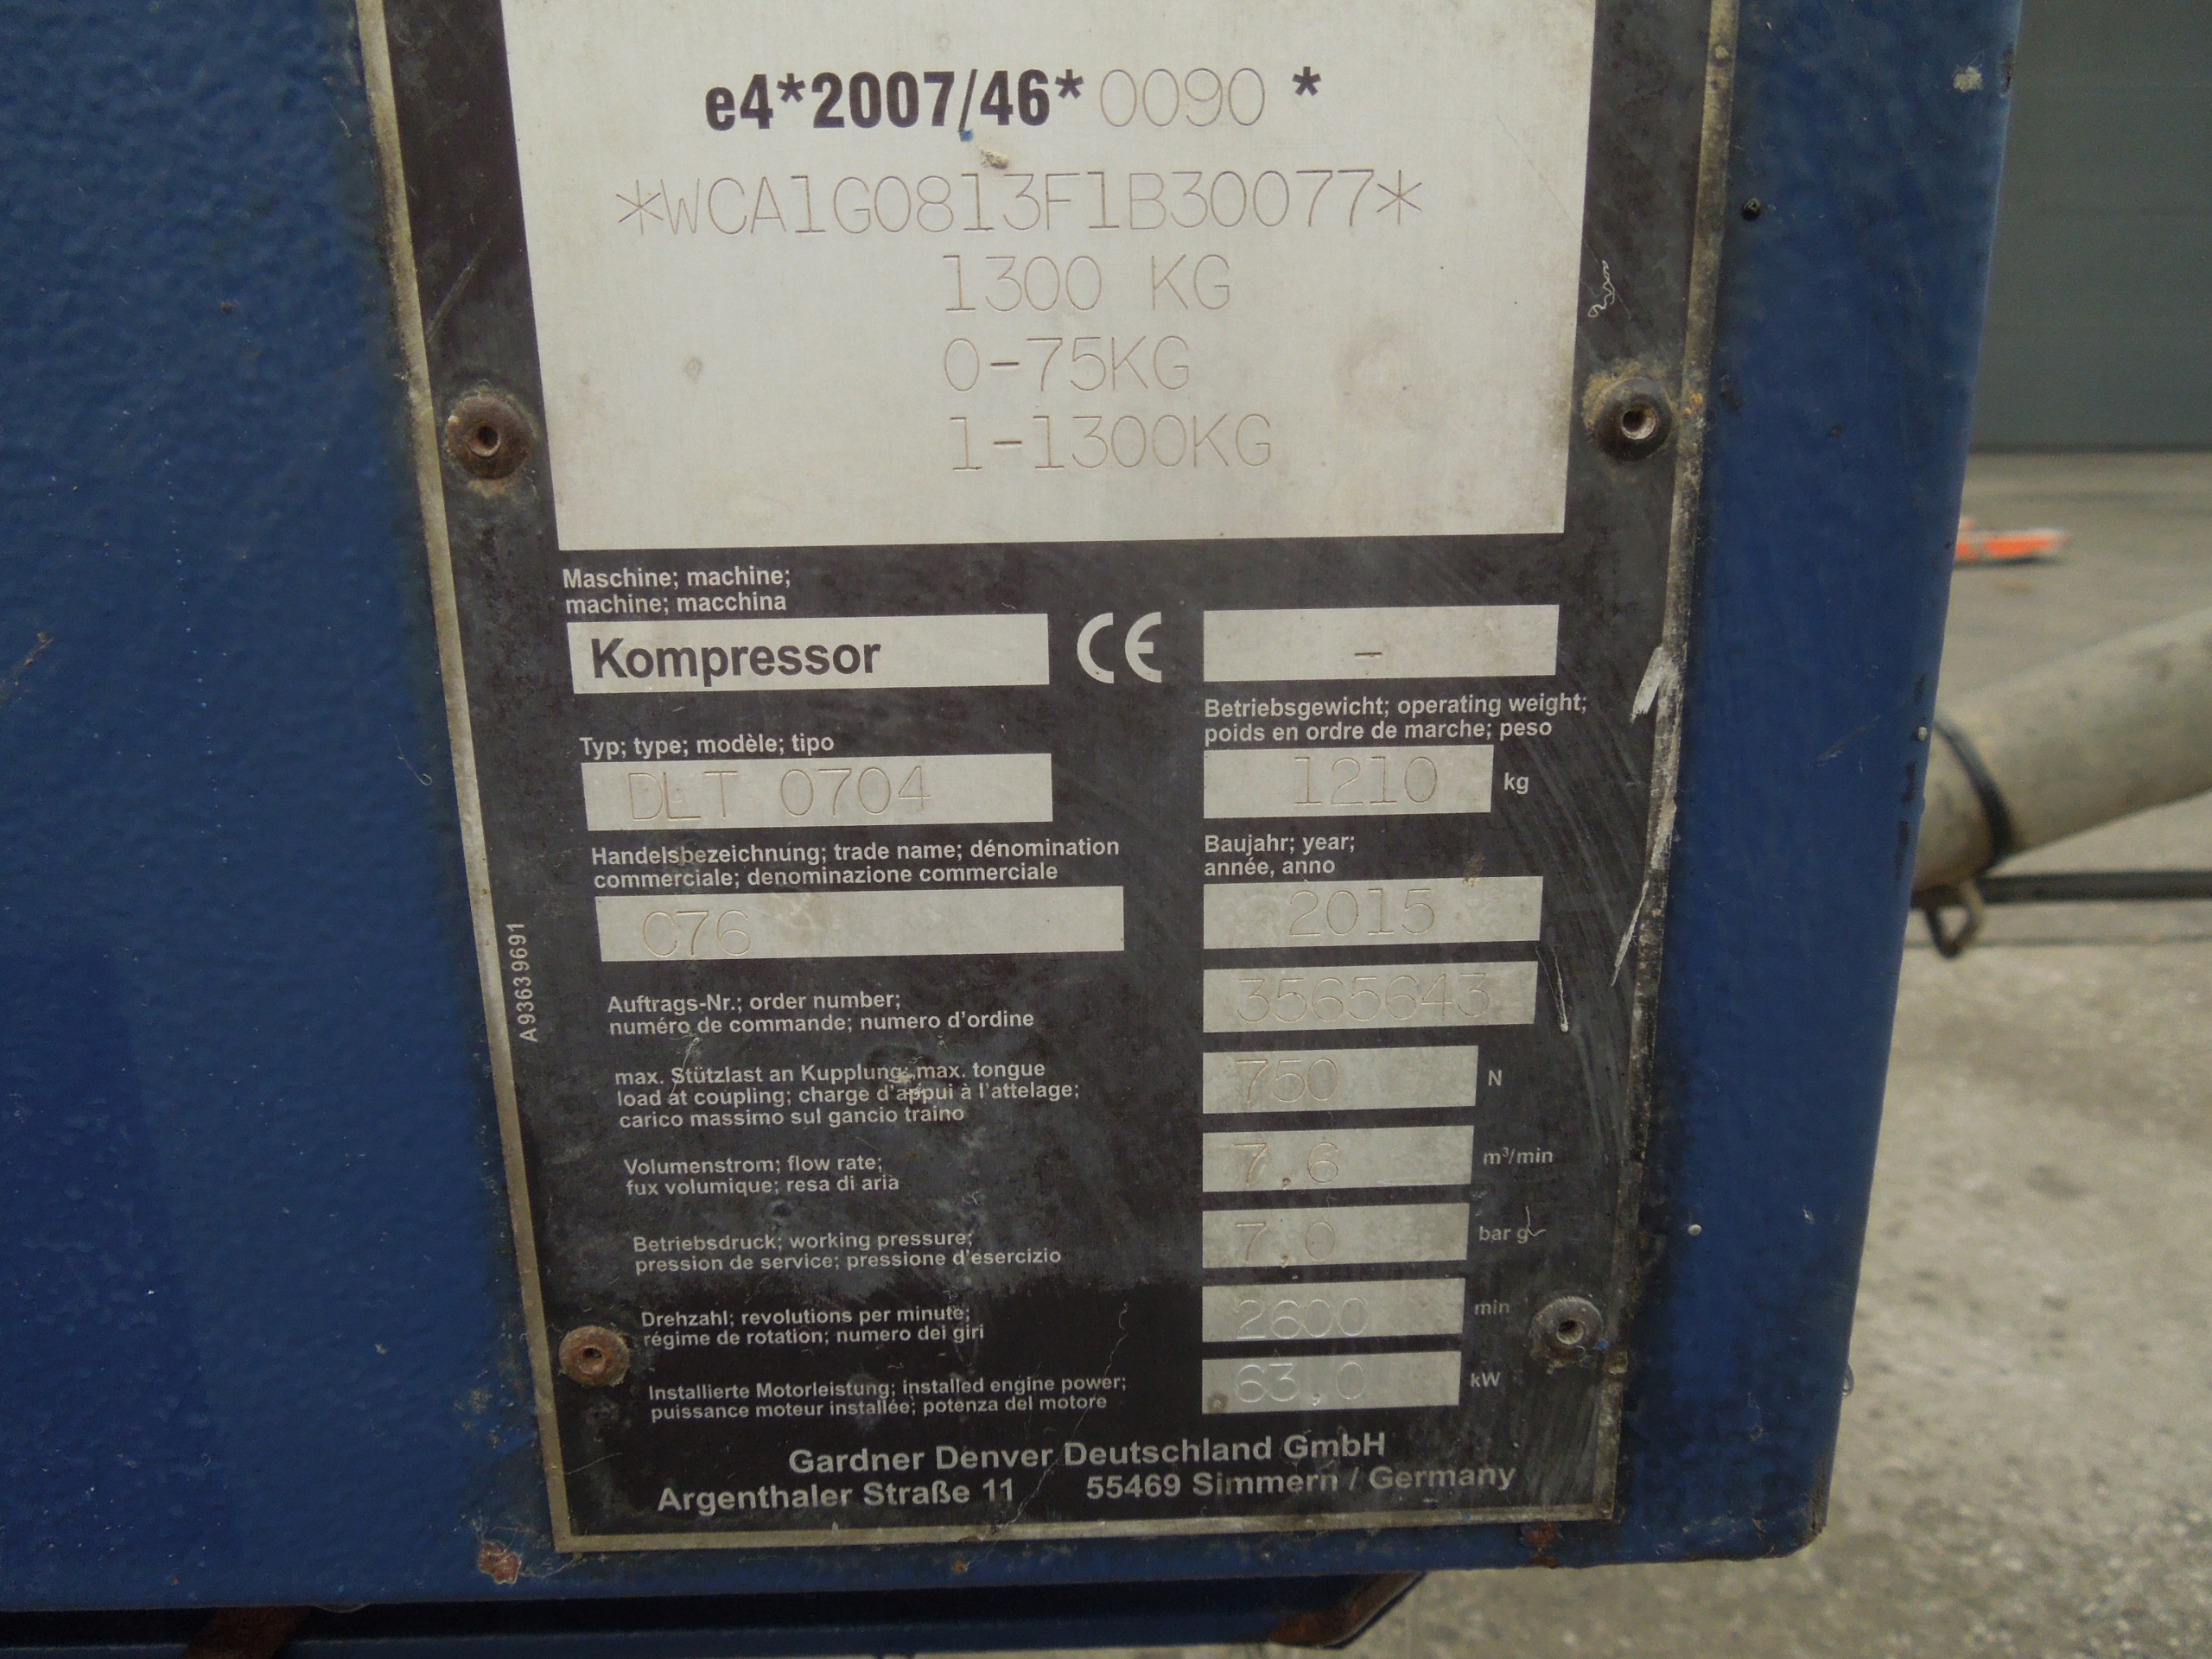 e4*2007/46*0090 *
*WCA1G0813F1B30077*
1300 KG
0-75KG
1-1300KG
Maschine; machine;
machine; macchina
Kompressor
CE
-
Betriebsgewicht; operating weight;
poids en ordre de marche; peso
Typ; type; modèle; tipo
DLT 0704
1210 kg
Handelsbezeichnung; trade name; dénomination
commerciale; denominazione commerciale
C76
Baujahr; year;
année, anno
2015
A93639691
Auftrags-Nr.; order number;
numéro de commande; numero d'ordine
3565643
max. Stützlast an Kupplung; max. tongue
load at coupling; charge d'appui à l'attelage;
carico massimo sul gancio traino
750 N
Volumenstrom; flow rate;
fux volumique; resa di aria
7,6 m³/min
Betriebsdruck; working pressure;
pression de service; pressione d'esercizio
7,0 bar g
Drehzahl; revolutions per minute;
régime de rotation; numero dei giri
2600 min
Installierte Motorleistung; installed engine power;
puissance moteur installée; potenza del motore
63,0 kW
Gardner Denver Deutschland GmbH
Argenthaler Straße 11 55469 Simmern / Germany